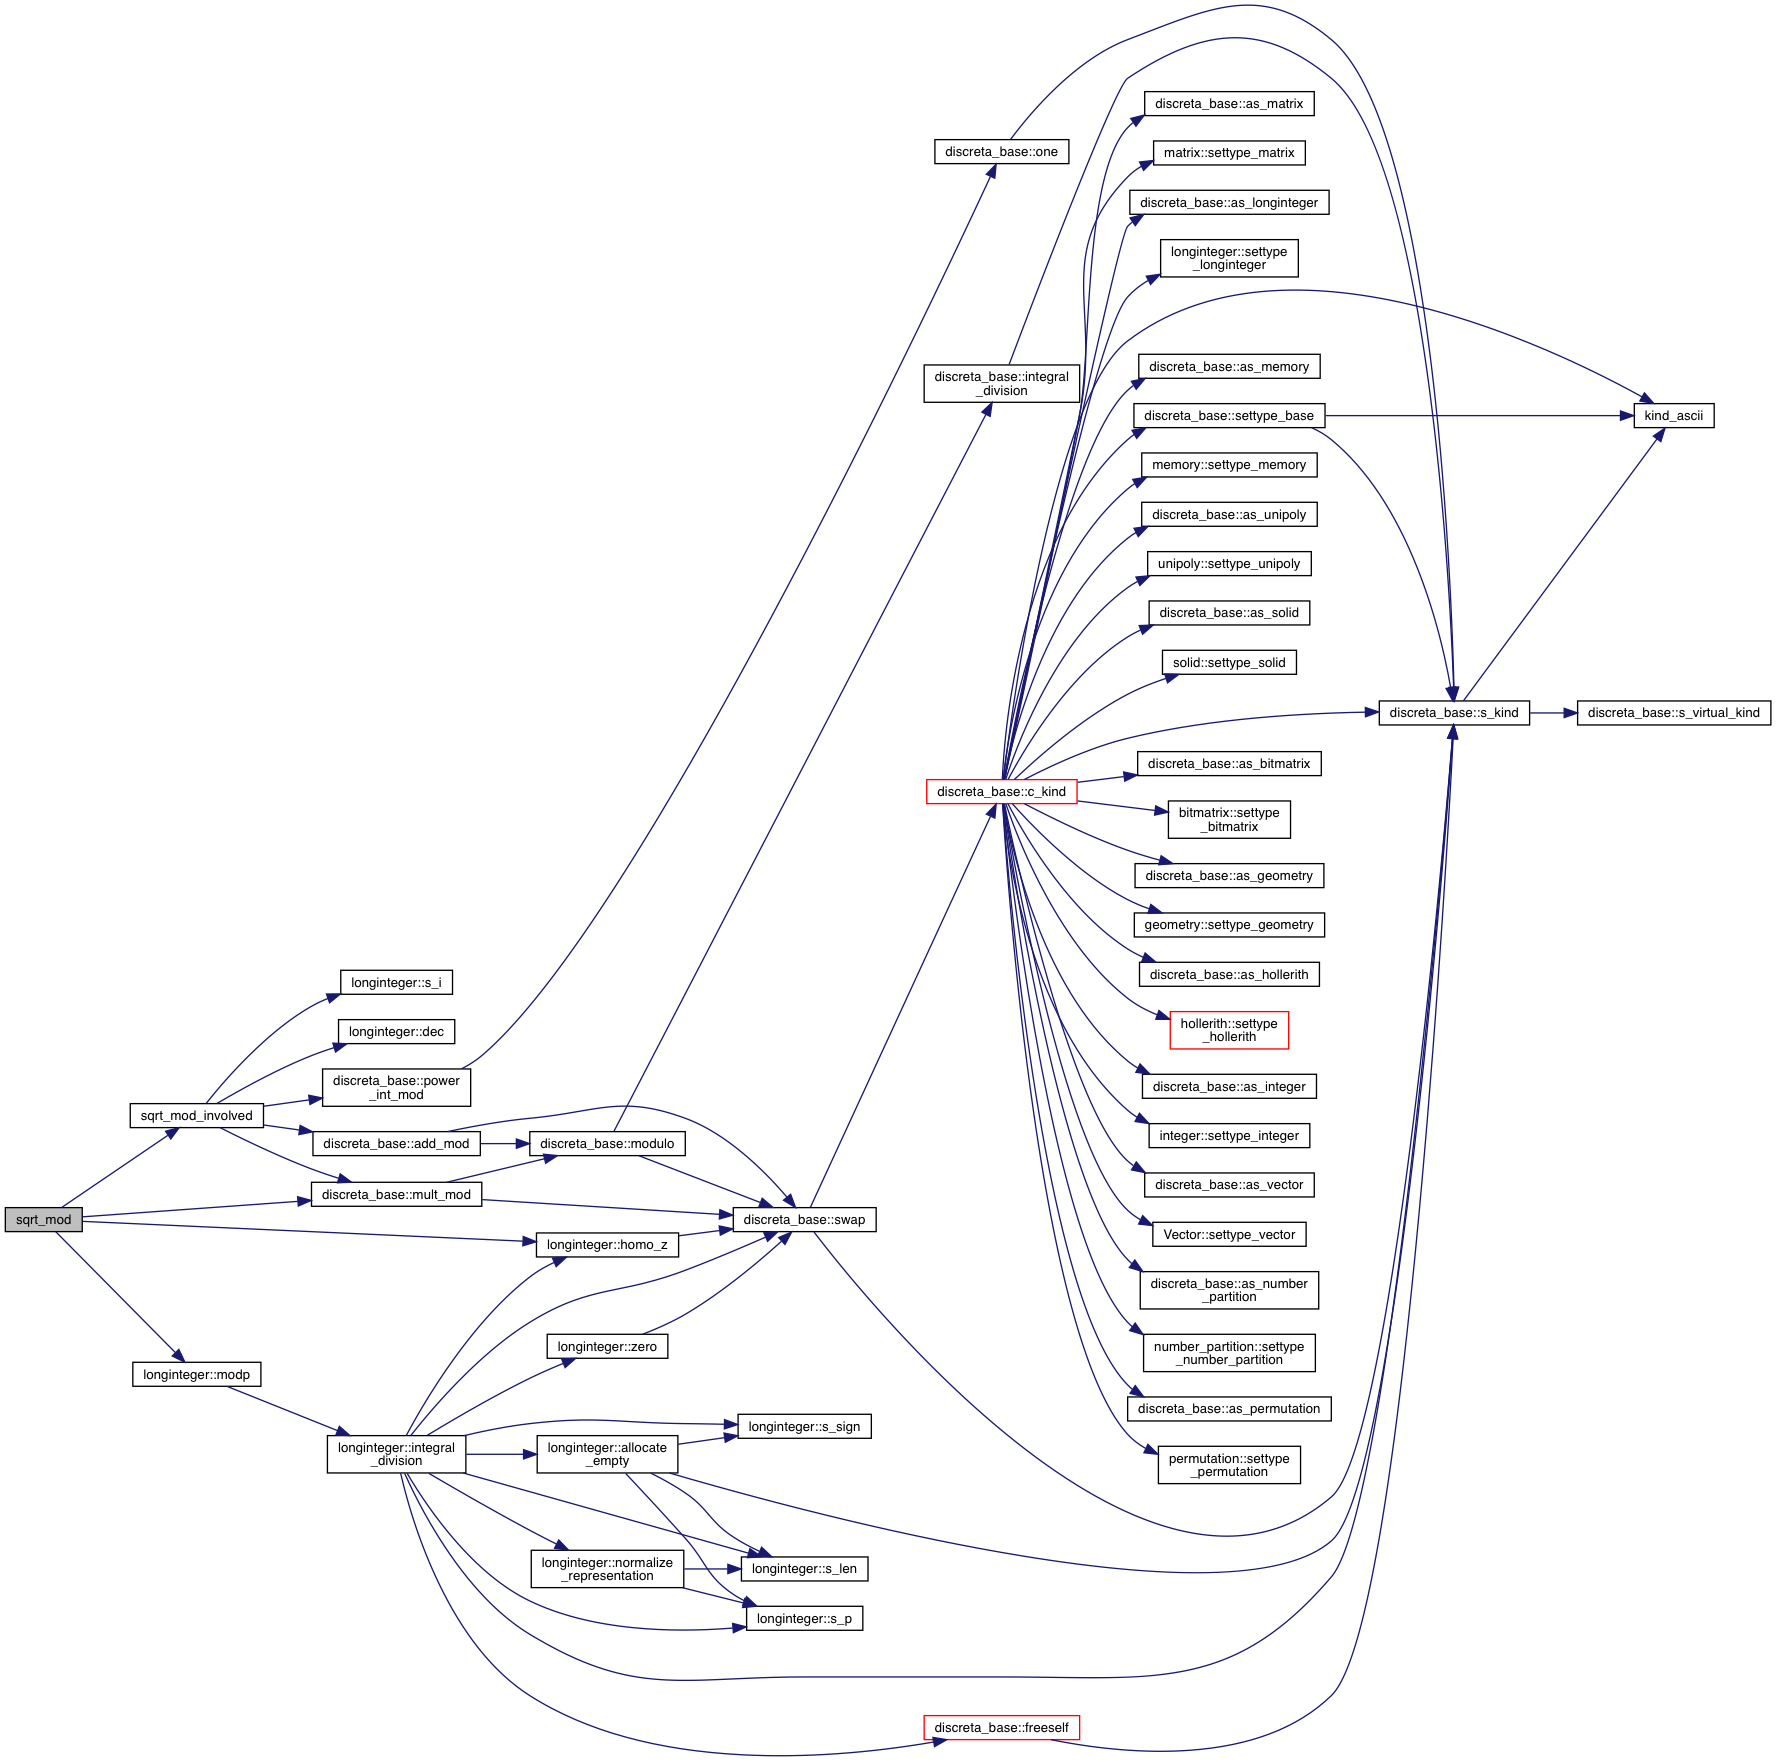 sqrt_mod
sqrt_mod_involved
longinteger::modp
longinteger::s_i
longinteger::dec
discreta_base::power
_int_mod
discreta_base::add_mod
discreta_base::mult_mod
longinteger::integral
_division
discreta_base::modulo
longinteger::homo_z
longinteger::zero
longinteger::allocate
_empty
longinteger::normalize
_representation
discreta_base::swap
longinteger::s_sign
longinteger::s_len
longinteger::s_p
discreta_base::one
discreta_base::integral
_division
discreta_base::c_kind
discreta_base::freeself
discreta_base::as_matrix
matrix::settype_matrix
discreta_base::as_longinteger
longinteger::settype
_longinteger
discreta_base::as_memory
discreta_base::settype_base
memory::settype_memory
discreta_base::as_unipoly
unipoly::settype_unipoly
discreta_base::as_solid
solid::settype_solid
discreta_base::as_bitmatrix
bitmatrix::settype
_bitmatrix
discreta_base::as_geometry
geometry::settype_geometry
discreta_base::as_hollerith
hollerith::settype
_hollerith
discreta_base::as_integer
integer::settype_integer
discreta_base::as_vector
Vector::settype_vector
discreta_base::as_number
_partition
number_partition::settype
_number_partition
discreta_base::as_permutation
permutation::settype
_permutation
discreta_base::s_kind
kind_ascii
discreta_base::s_virtual_kind